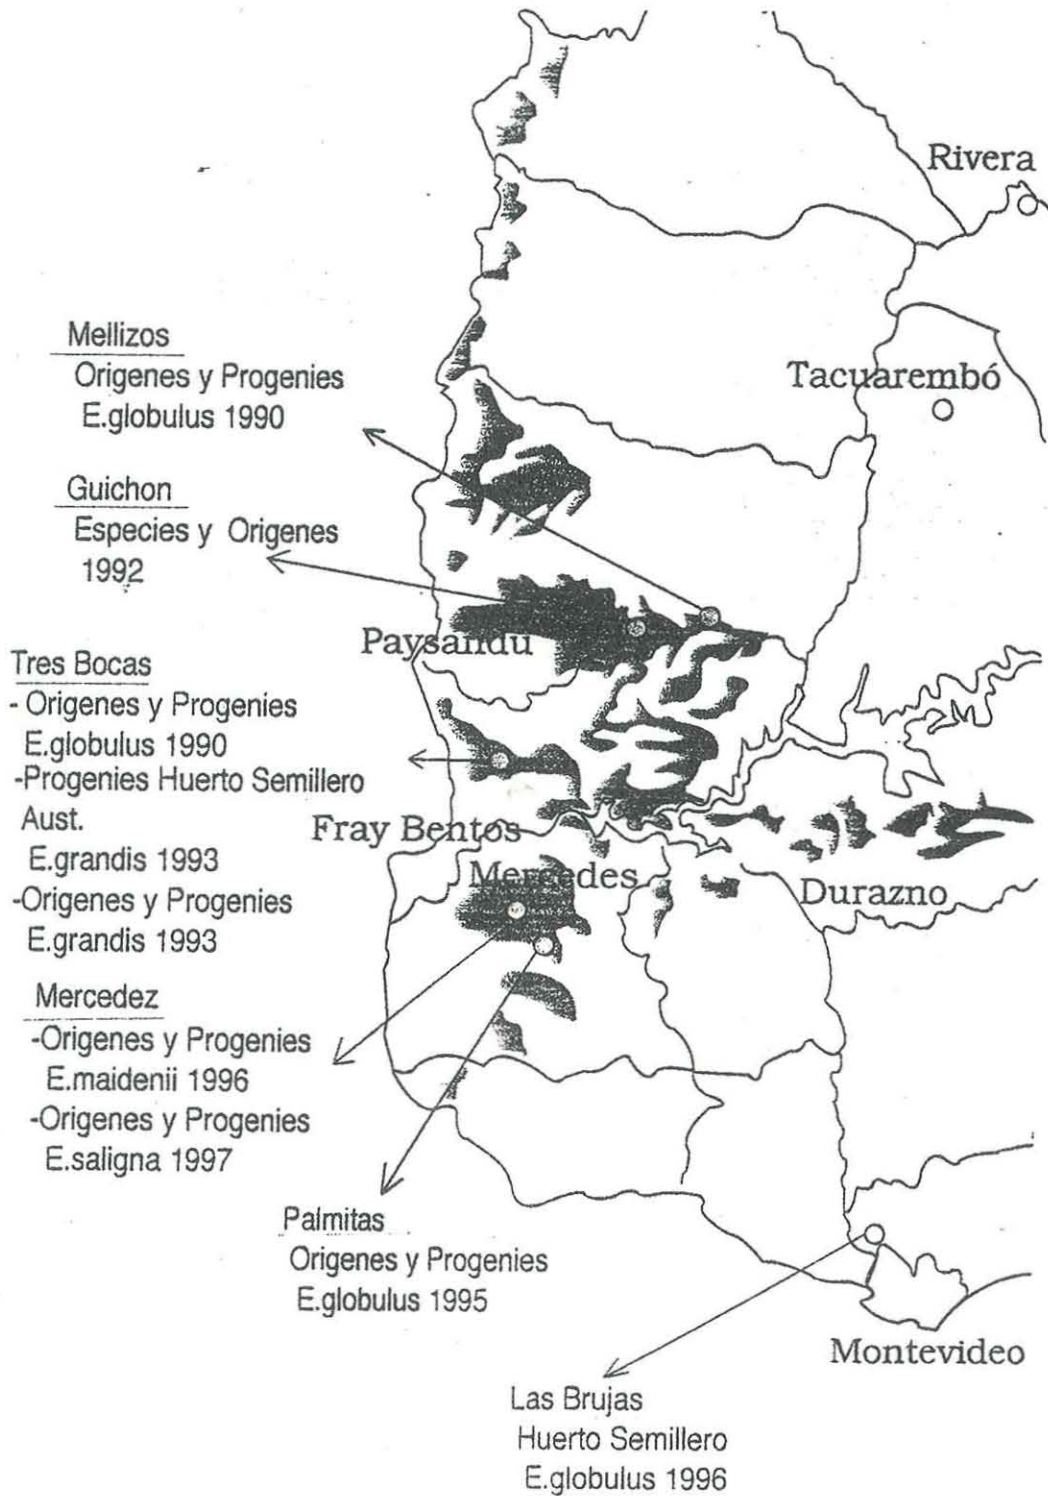 Rivera
Tacuarembó
Mellizos
Origenes y Progenies
E.globulus 1990
Guichon
Especies y Origenes
1992
Paysandu
Tres Bocas
- Origenes y Progenies
E.globulus 1990
-Progenies Huerto Semillero
Aust.
E.grandis 1993
-Origenes y Progenies
E.grandis 1993
Fray Bentos
Mercedes
Durazno
Mercedez
-Origenes y Progenies
E.maidenii 1996
-Origenes y Progenies
E.saligna 1997
Palmitas
Origenes y Progenies
E.globulus 1995
Montevideo
Las Brujas
Huerto Semillero
E.globulus 1996